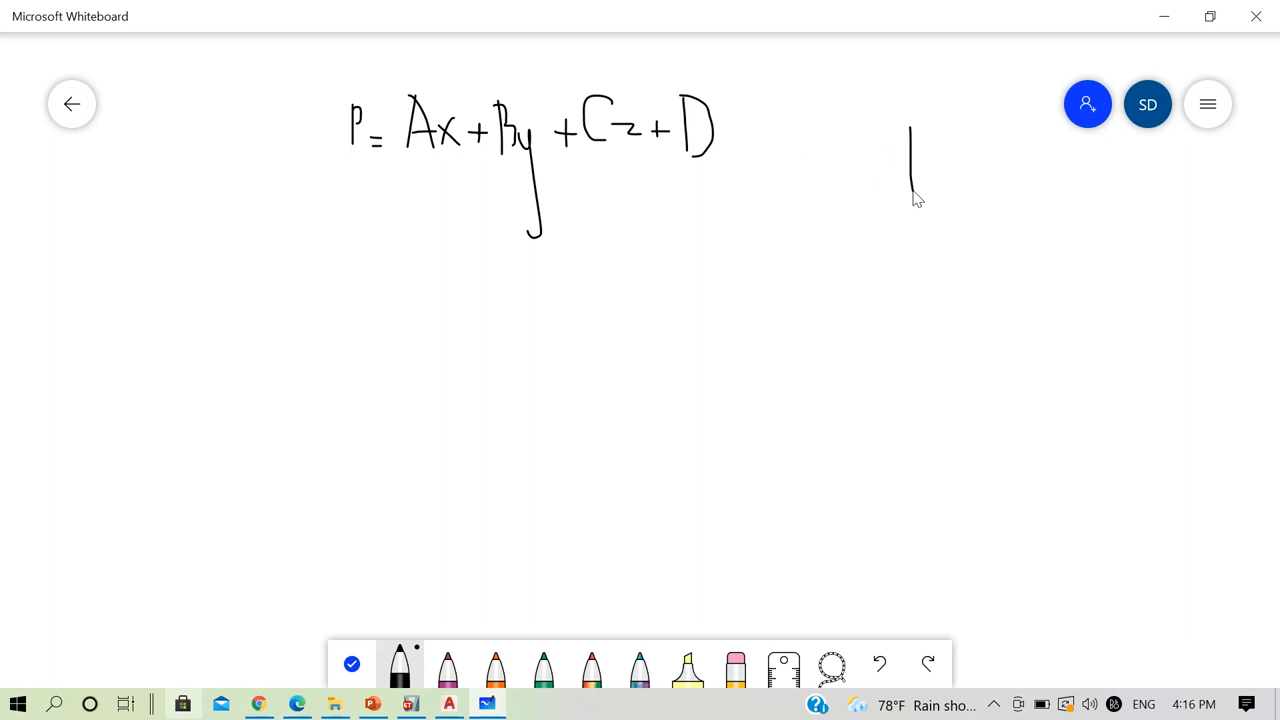 Microsoft Whiteboard
SD
P = Ax + By + Cz + D
78°F Rain sho...
ENG
4:16 PM